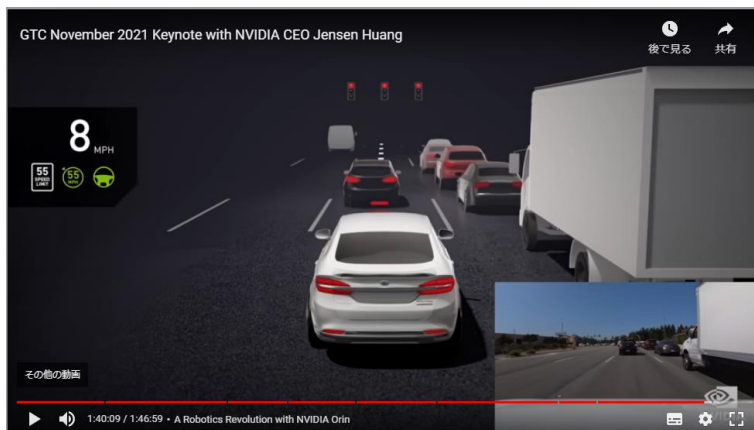 GTC November 2021 Keynote with NVIDIA CEO Jensen Huang
後で見る
共有
8 MPH
55
SPEED
LIMIT
55
MPH
その他の動画
1:40:09 / 1:46:59 • A Robotics Revolution with NVIDIA Orin